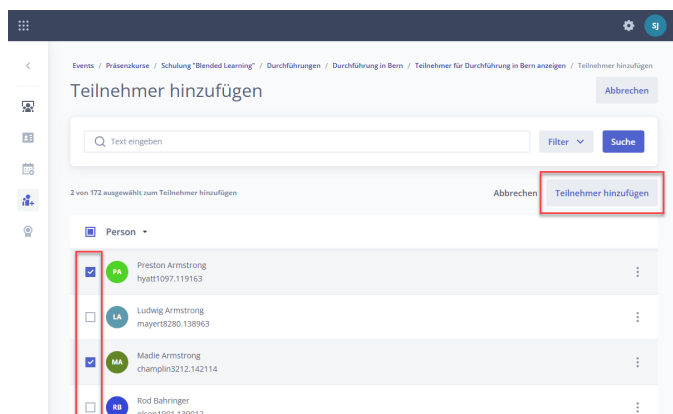 SJ
Events / Präsenzkurse / Schulung "Blended Learning" / Durchführungen / Durchführung in Bern / Teilnehmer für Durchführung in Bern anzeigen / Teilnehmer hinzufügen
Teilnehmer hinzufügen
Abbrechen
Text eingeben
Filter
Suche
2 von 172 ausgewählt zum Teilnehmer hinzufügen
Abbrechen
Teilnehmer hinzufügen
Person
PA
Preston Armstrong
hyatt1097.119163
LA
Ludwig Armstrong
mayert8280.138963
MA
Madie Armstrong
champlin3212.142114
RB
Rod Bahringer